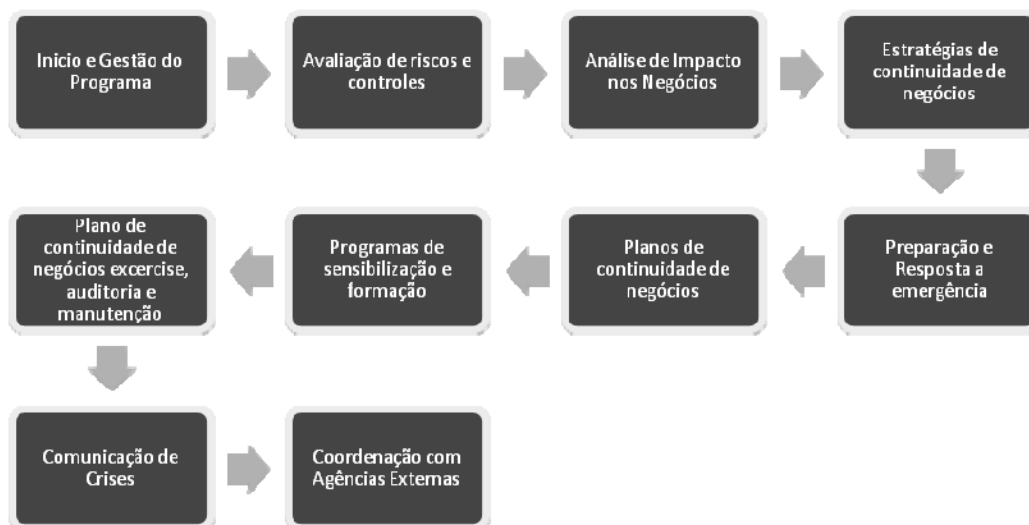 Inicio e Gestão do
Programa
Avaliação de riscos e
controles
Análise de Impacto
nos Negócios
Estratégias de
continuidade de
negócios
Preparação e
Resposta a
emergência
Planos de
continuidade de
negócios
Programas de
sensibilização e
formação
Plano de
continuidade de
negócios excercise,
auditoria e
manutenção
Comunicação de
Crises
Coordenação com
Agências Externas